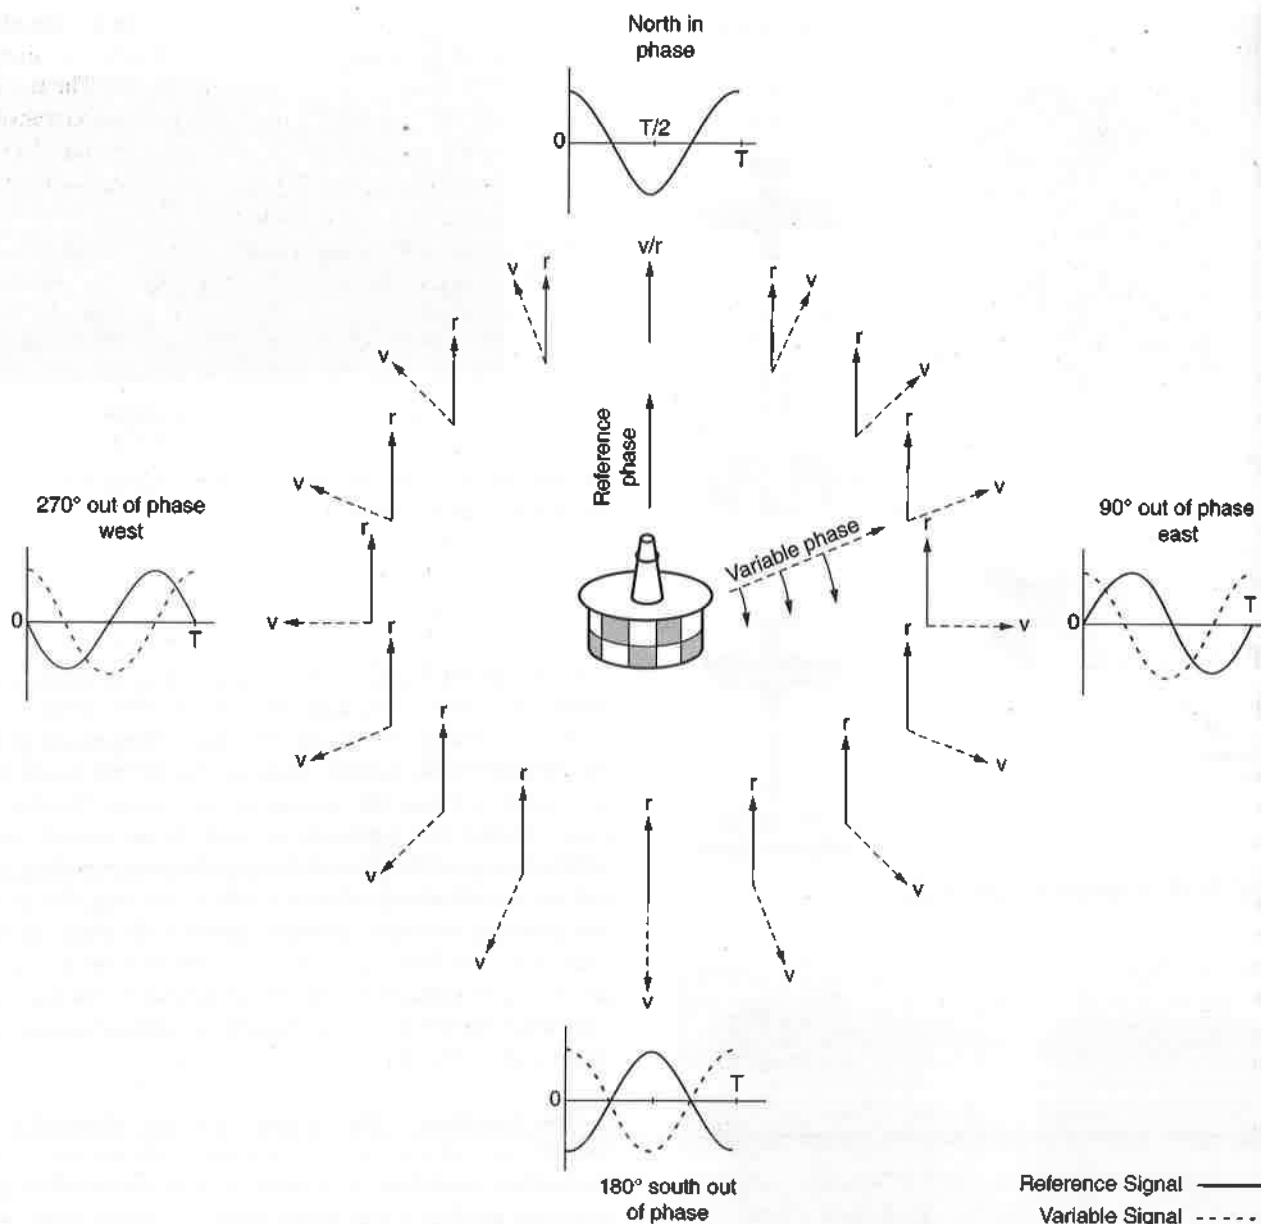 North in
phase
0
T/2
T
v/r
v
r
r
v
r
v
r
v
r
v
r
v
Reference
phase
270° out of phase
west
0
T
r
v
Variable phase
r
v
90° out of phase
east
0
T
r
v
r
v
r
v
r
v
r
v
r
v
r
v
0
T
180° south out
of phase
Reference Signal
Variable Signal